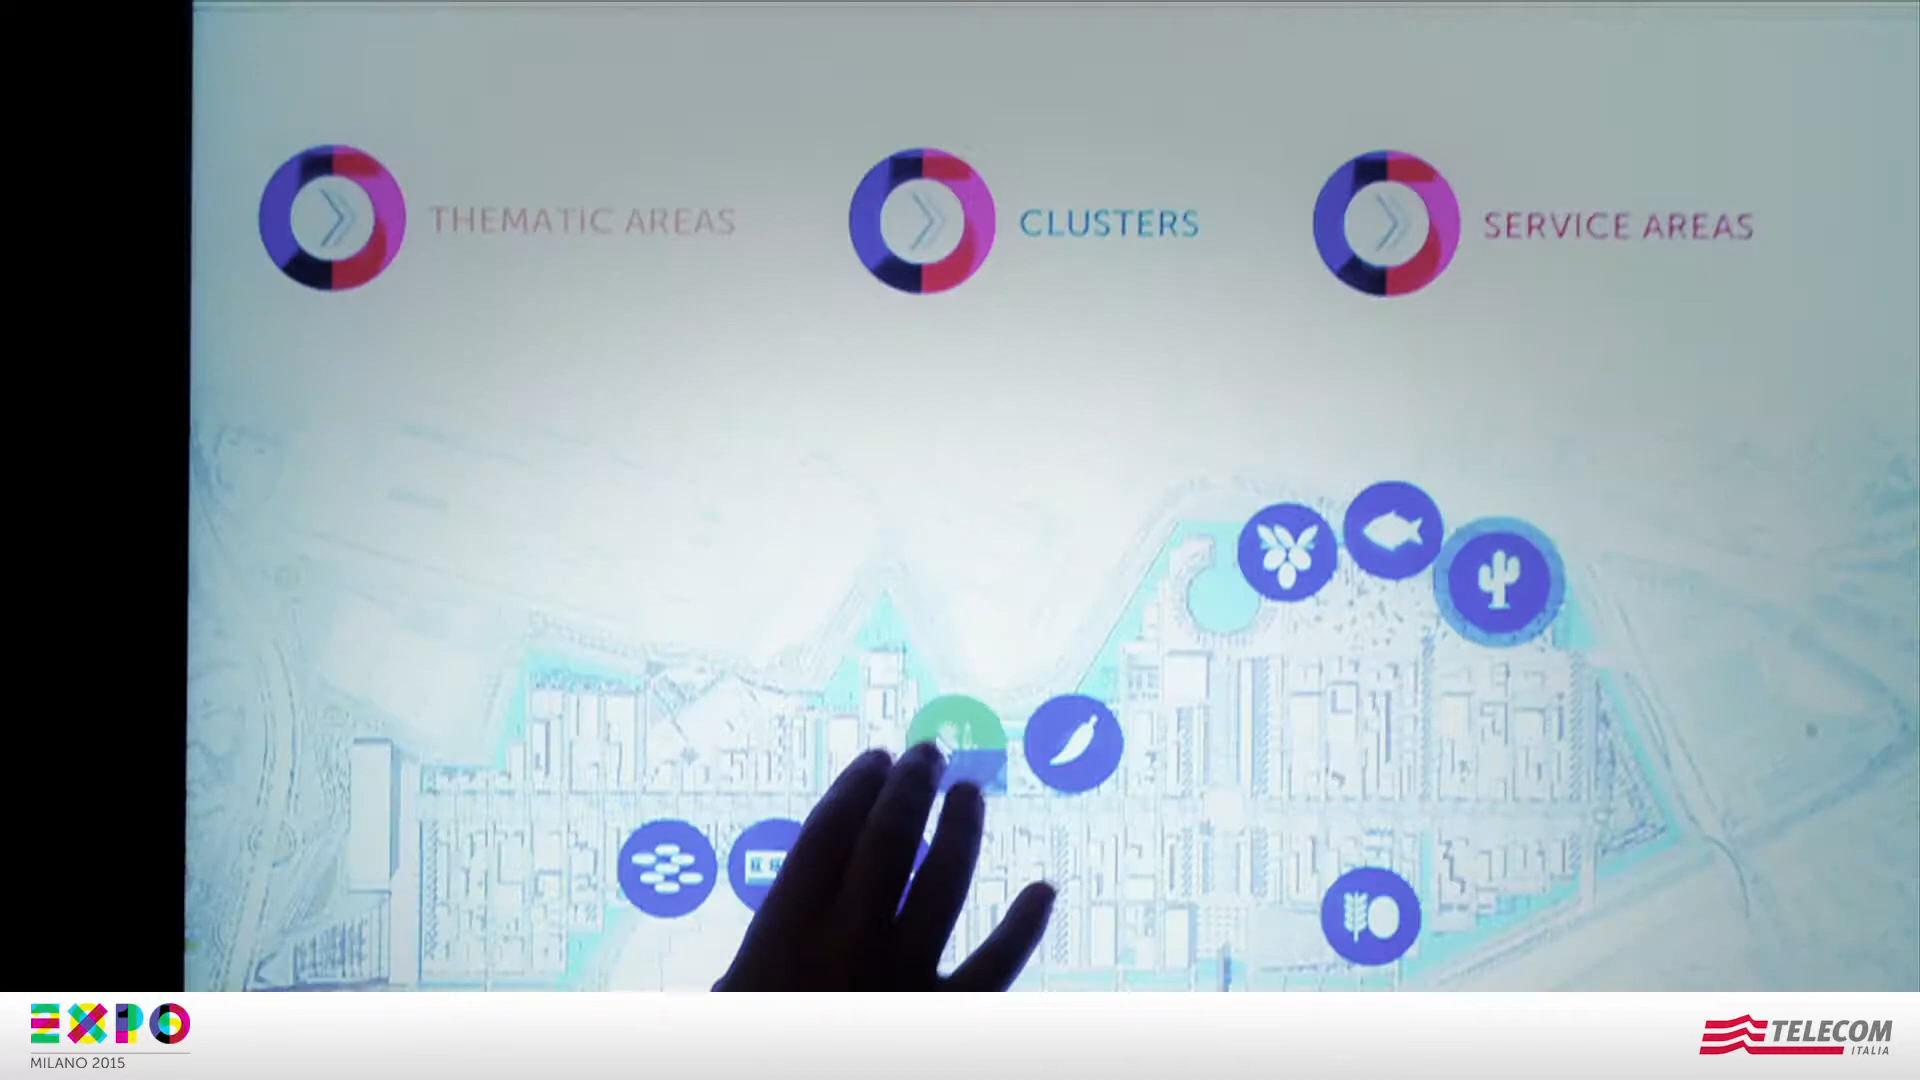 THEMATIC AREAS
CLUSTERS
SERVICE AREAS
EXPO
MILANO 2015
TELECOM
ITALIA